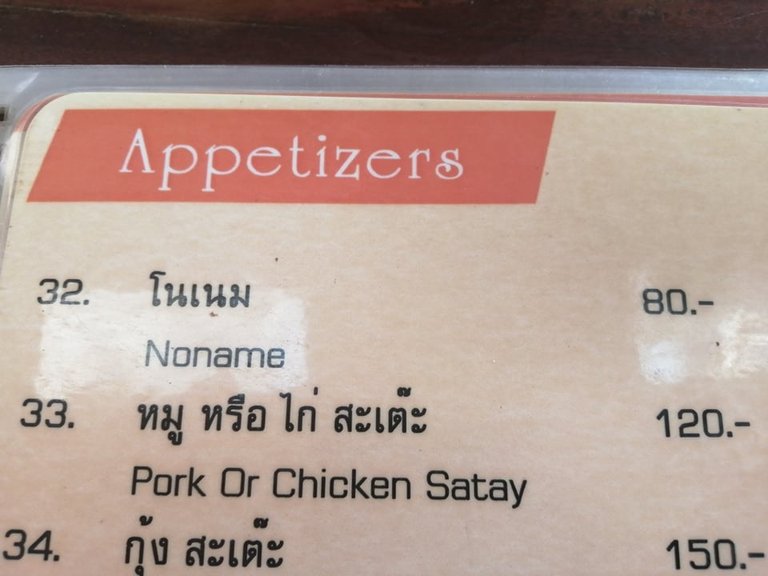 Appetizers
32. โนเนม 80.-
Noname
33. หมู หรือ ไก่ สะเต๊ะ 120.-
Pork Or Chicken Satay
34. กุ้ง สะเต๊ะ 150.-